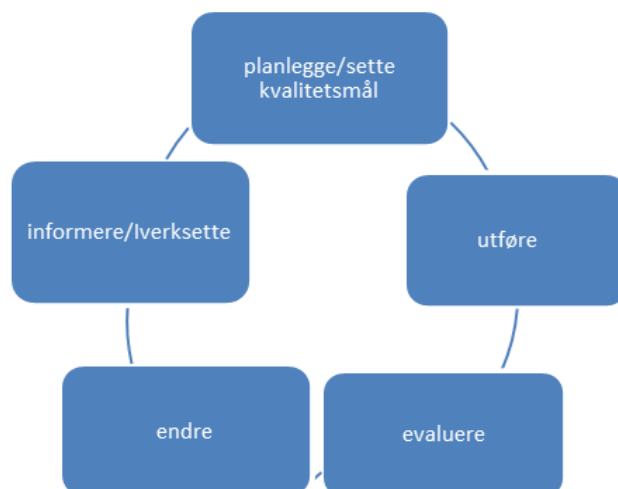 planlegge/sette
kvalitetsmål
utføre
evaluere
endre
informere/Iverksette